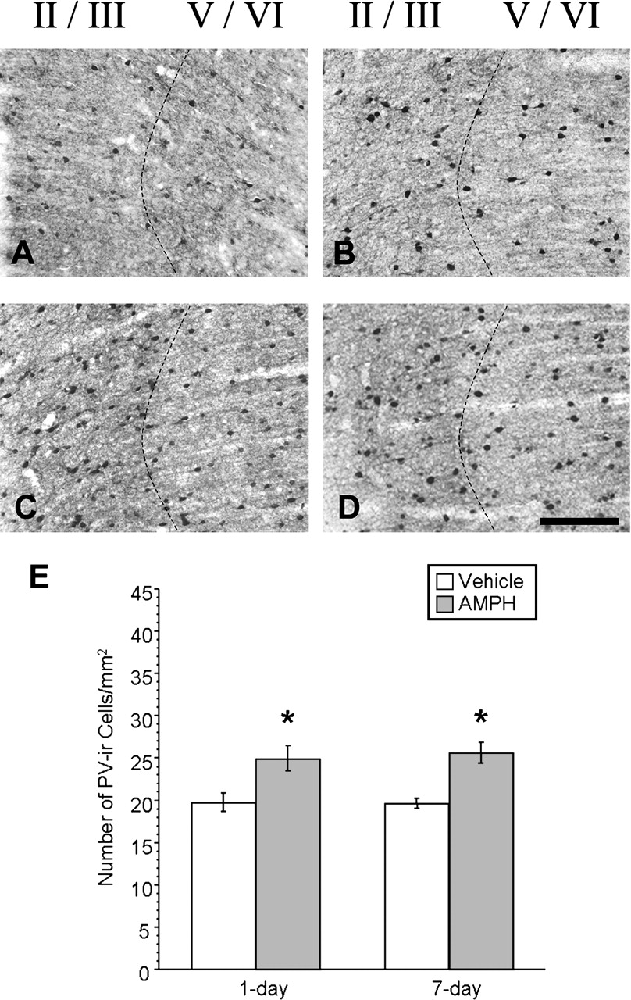 II / III V / VI II / III V / VI
A
B
C
D
E
Vehicle
AMPH
Number of PV-ir Cells/mm²
45
40
35
30
25
20
15
10
5
0
*
*
1-day
7-day